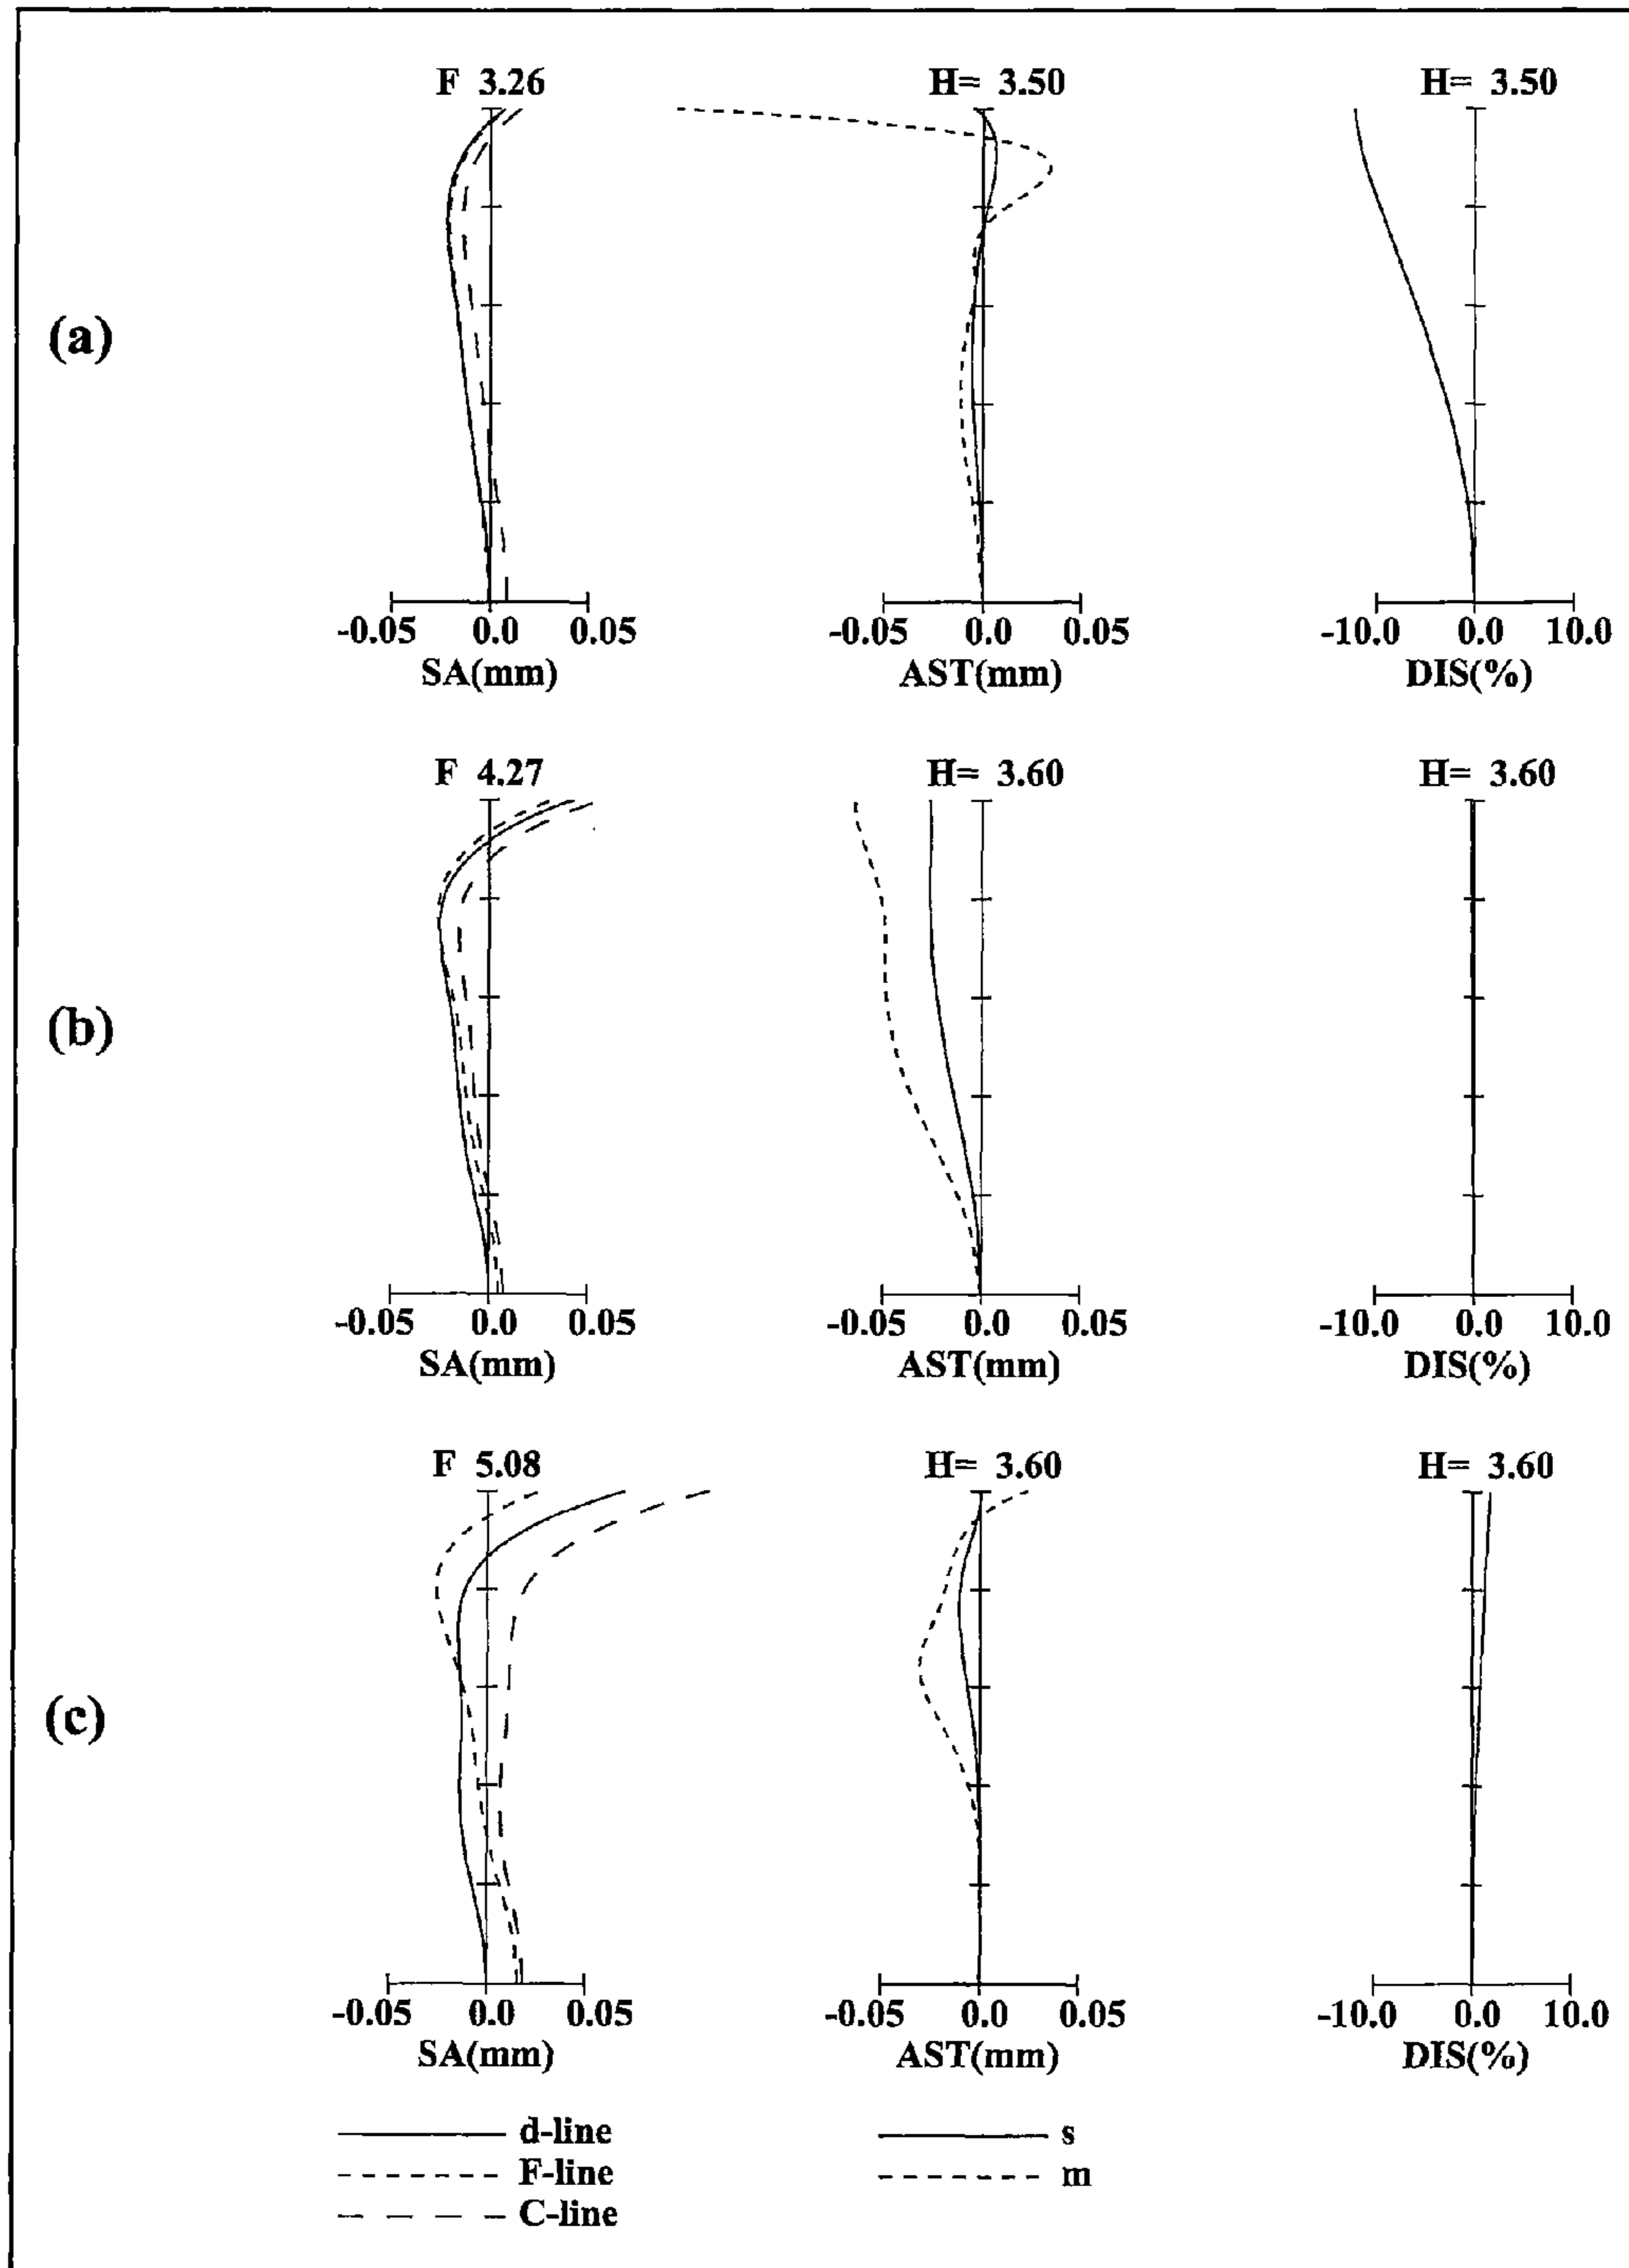 F 3.26 H= 3.50 H= 3.50
(a)
-0.05 0.0 0.05 -0.05 0.0 0.05 -10.0 0.0 10.0
SA(mm) AST(mm) DIS(%)
F 4.27 H= 3.60 H= 3.60
(b)
-0.05 0.0 0.05 -0.05 0.0 0.05 -10.0 0.0 10.0
SA(mm) AST(mm) DIS(%)
F 5.08 H= 3.60 H= 3.60
(c)
-0.05 0.0 0.05 -0.05 0.0 0.05 -10.0 0.0 10.0
SA(mm) AST(mm) DIS(%)
d-line s
F-line m
C-line